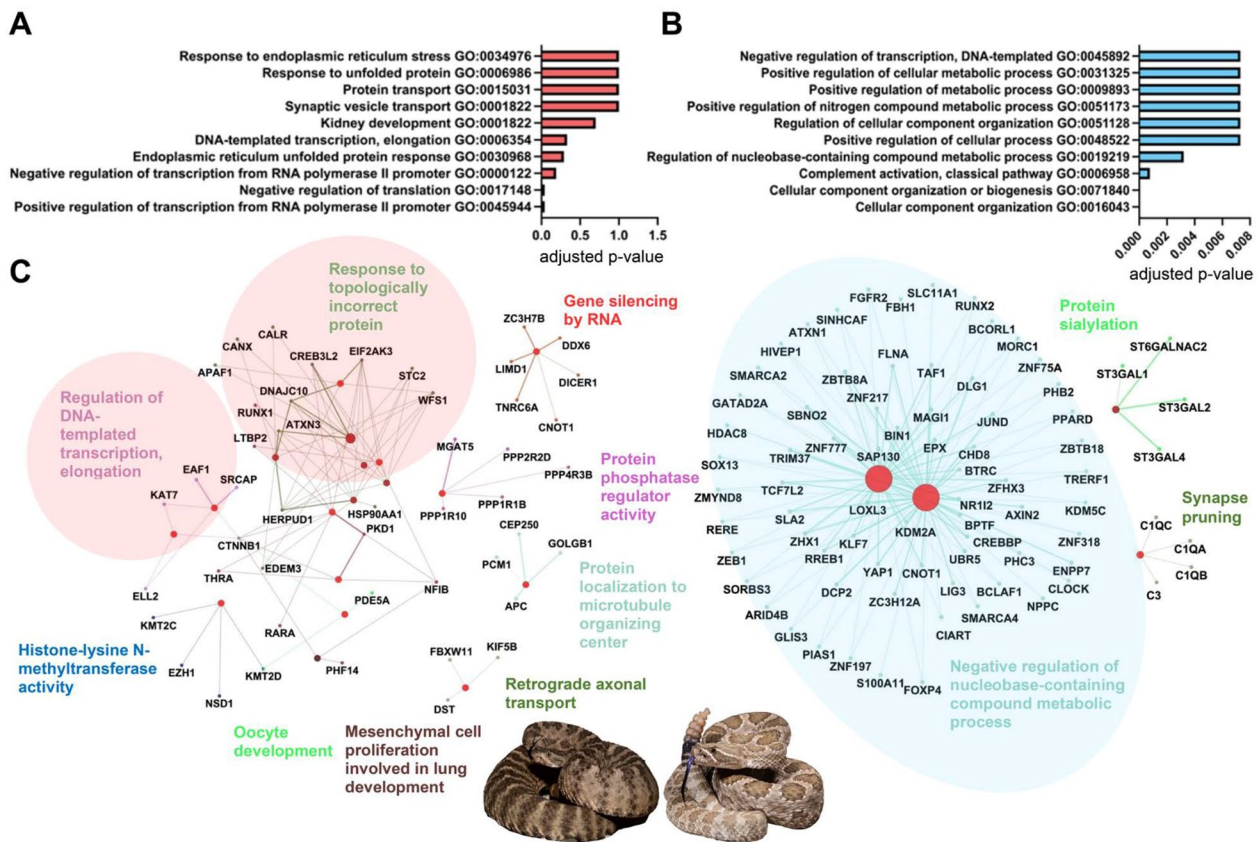 A
Response to endoplasmic reticulum stress GO:0034976
Response to unfolded protein GO:0006986
Protein transport GO:0015031
Synaptic vesicle transport GO:0001822
Kidney development GO:0001822
DNA-templated transcription, elongation GO:0006354
Endoplasmic reticulum unfolded protein response GO:0030968
Negative regulation of transcription from RNA polymerase II promoter GO:0000122
Negative regulation of translation GO:0017148
Positive regulation of transcription from RNA polymerase II promoter GO:0045944
0.0 0.5 1.0 1.5
adjusted p-value
B
Negative regulation of transcription, DNA-templated GO:0045892
Positive regulation of cellular metabolic process GO:0031325
Positive regulation of metabolic process GO:0009893
Positive regulation of nitrogen compound metabolic process GO:0051173
Regulation of cellular component organization GO:0051128
Positive regulation of cellular process GO:0048522
Regulation of nucleobase-containing compound metabolic process GO:0019219
Complement activation, classical pathway GO:0006958
Cellular component organization or biogenesis GO:0071840
Cellular component organization GO:0016043
0.000 0.002 0.004 0.006 0.008
adjusted p-value
C
Response to
topologically
incorrect
protein
CALR
CANX
CREB3L2
EIF2AK3
APAF1
STC2
DNAJC10
WFS1
RUNX1
ATXN3
LTBP2
Regulation of
DNA-
templated
transcription,
elongation
EAF1
SRCAP
KAT7
HERPUD1
HSP90AA1
PKD1
CTNNB1
EDEM3
THRA
NFIB
ELL2
PDE5A
KMT2C
RARA
PHF14
EZH1
KMT2D
NSD1
Histone-lysine N-
methyltransferase
activity
Oocyte
development
Mesenchymal cell
proliferation
involved in lung
development
Gene silencing
by RNA
ZC3H7B
DDX6
LIMD1
DICER1
TNRC6A
CNOT1
MGAT5
PPP2R2D
PPP4R3B
PPP1R1B
PPP1R10
Protein
phosphatase
regulator
activity
CEP250
GOLGB1
PCM1
APC
Protein
localization to
microtubule
organizing
center
FBXW11
KIF5B
DST
Retrograde axonal
transport
SLC11A1
FGFR2
FBH1
RUNX2
SINHCAF
BCORL1
ATXN1
MORC1
HIVEP1
FLNA
ZNF75A
SMARCA2
ZBTB8A
TAF1
DLG1
PHB2
GATAD2A
ZNF217
SBNO2
MAGI1
JUND
PPARD
HDAC8
BIN1
EPX
ZNF777
CHD8
ZBTB18
SOX13
TRIM37
SAP130
BTRC
TRERF1
ZMYND8
TCF7L2
ZFHX3
NR1I2
KDM5C
RERE
SLA2
LOXL3
AXIN2
BPTF
ZHX1
KLF7
KDM2A
CREBBP
ZNF318
ZEB1
RREB1
UBR5
PHC3
ENPP7
SORBS3
YAP1
CNOT1
CLOCK
DCP2
LIG3
BCLAF1
NPPC
ARID4B
ZC3H12A
SMARCA4
GLIS3
CIART
PIAS1
ZNF197
S100A11
FOXP4
Negative regulation of
nucleobase-containing
compound metabolic
process
Protein
sialylation
ST6GALNAC2
ST3GAL1
ST3GAL2
ST3GAL4
Synapse
pruning
C1QC
C1QA
C1QB
C3